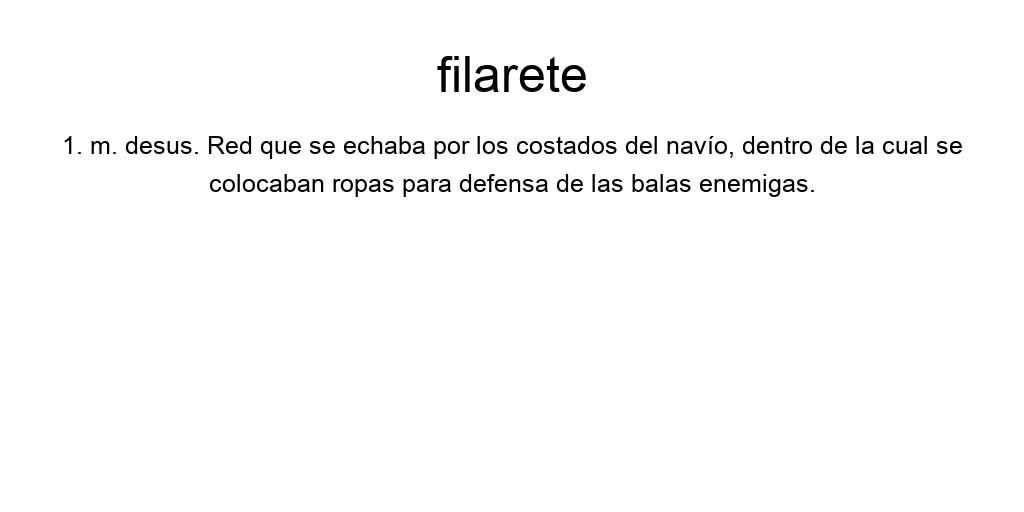 filarete
1. m. desus. Red que se echaba por los costados del navío, dentro de la cual se
colocaban ropas para defensa de las balas enemigas.